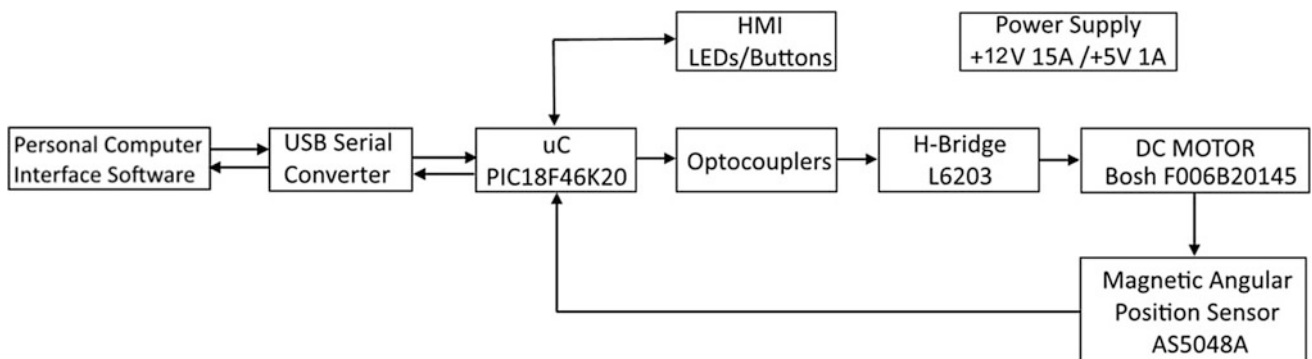 HMI
LEDs/Buttons
Power Supply
+12V 15A /+5V 1A
Personal Computer
Interface Software
USB Serial
Converter
uC
PIC18F46K20
Optocouplers
H-Bridge
L6203
DC MOTOR
Bosh F006B20145
Magnetic Angular
Position Sensor
AS5048A